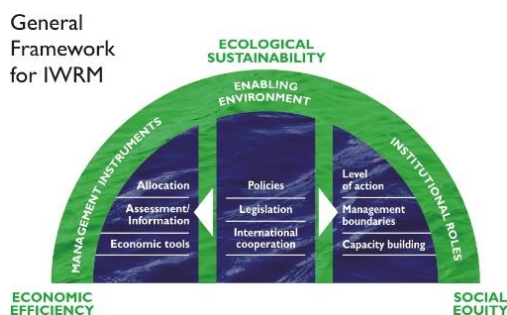 General
Framework
for IWRM
ECOLOGICAL
SUSTAINABILITY
ENABLING
ENVIRONMENT
MANAGEMENT INSTRUMENTS
INSTITUTIONAL ROLES
Allocation
Assessment/
Information
Economic tools
Policies
Legislation
International
cooperation
Level
of action
Management
boundaries
Capacity building
ECONOMIC
EFFICIENCY
SOCIAL
EQUITY